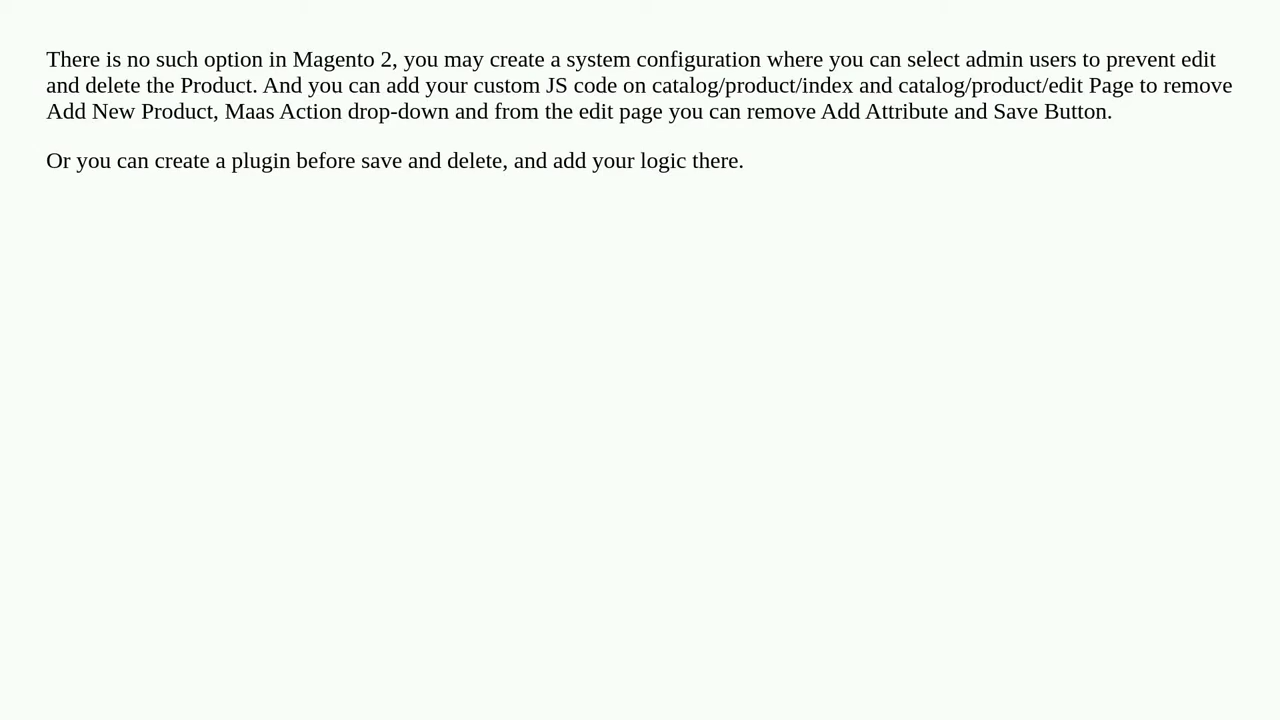 There is no such option in Magento 2, you may create a system configuration where you can select admin users to prevent edit
and delete the Product. And you can add your custom JS code on catalog/product/index and catalog/product/edit Page to remove
Add New Product, Maas Action drop-down and from the edit page you can remove Add Attribute and Save Button.
Or you can create a plugin before save and delete, and add your logic there.